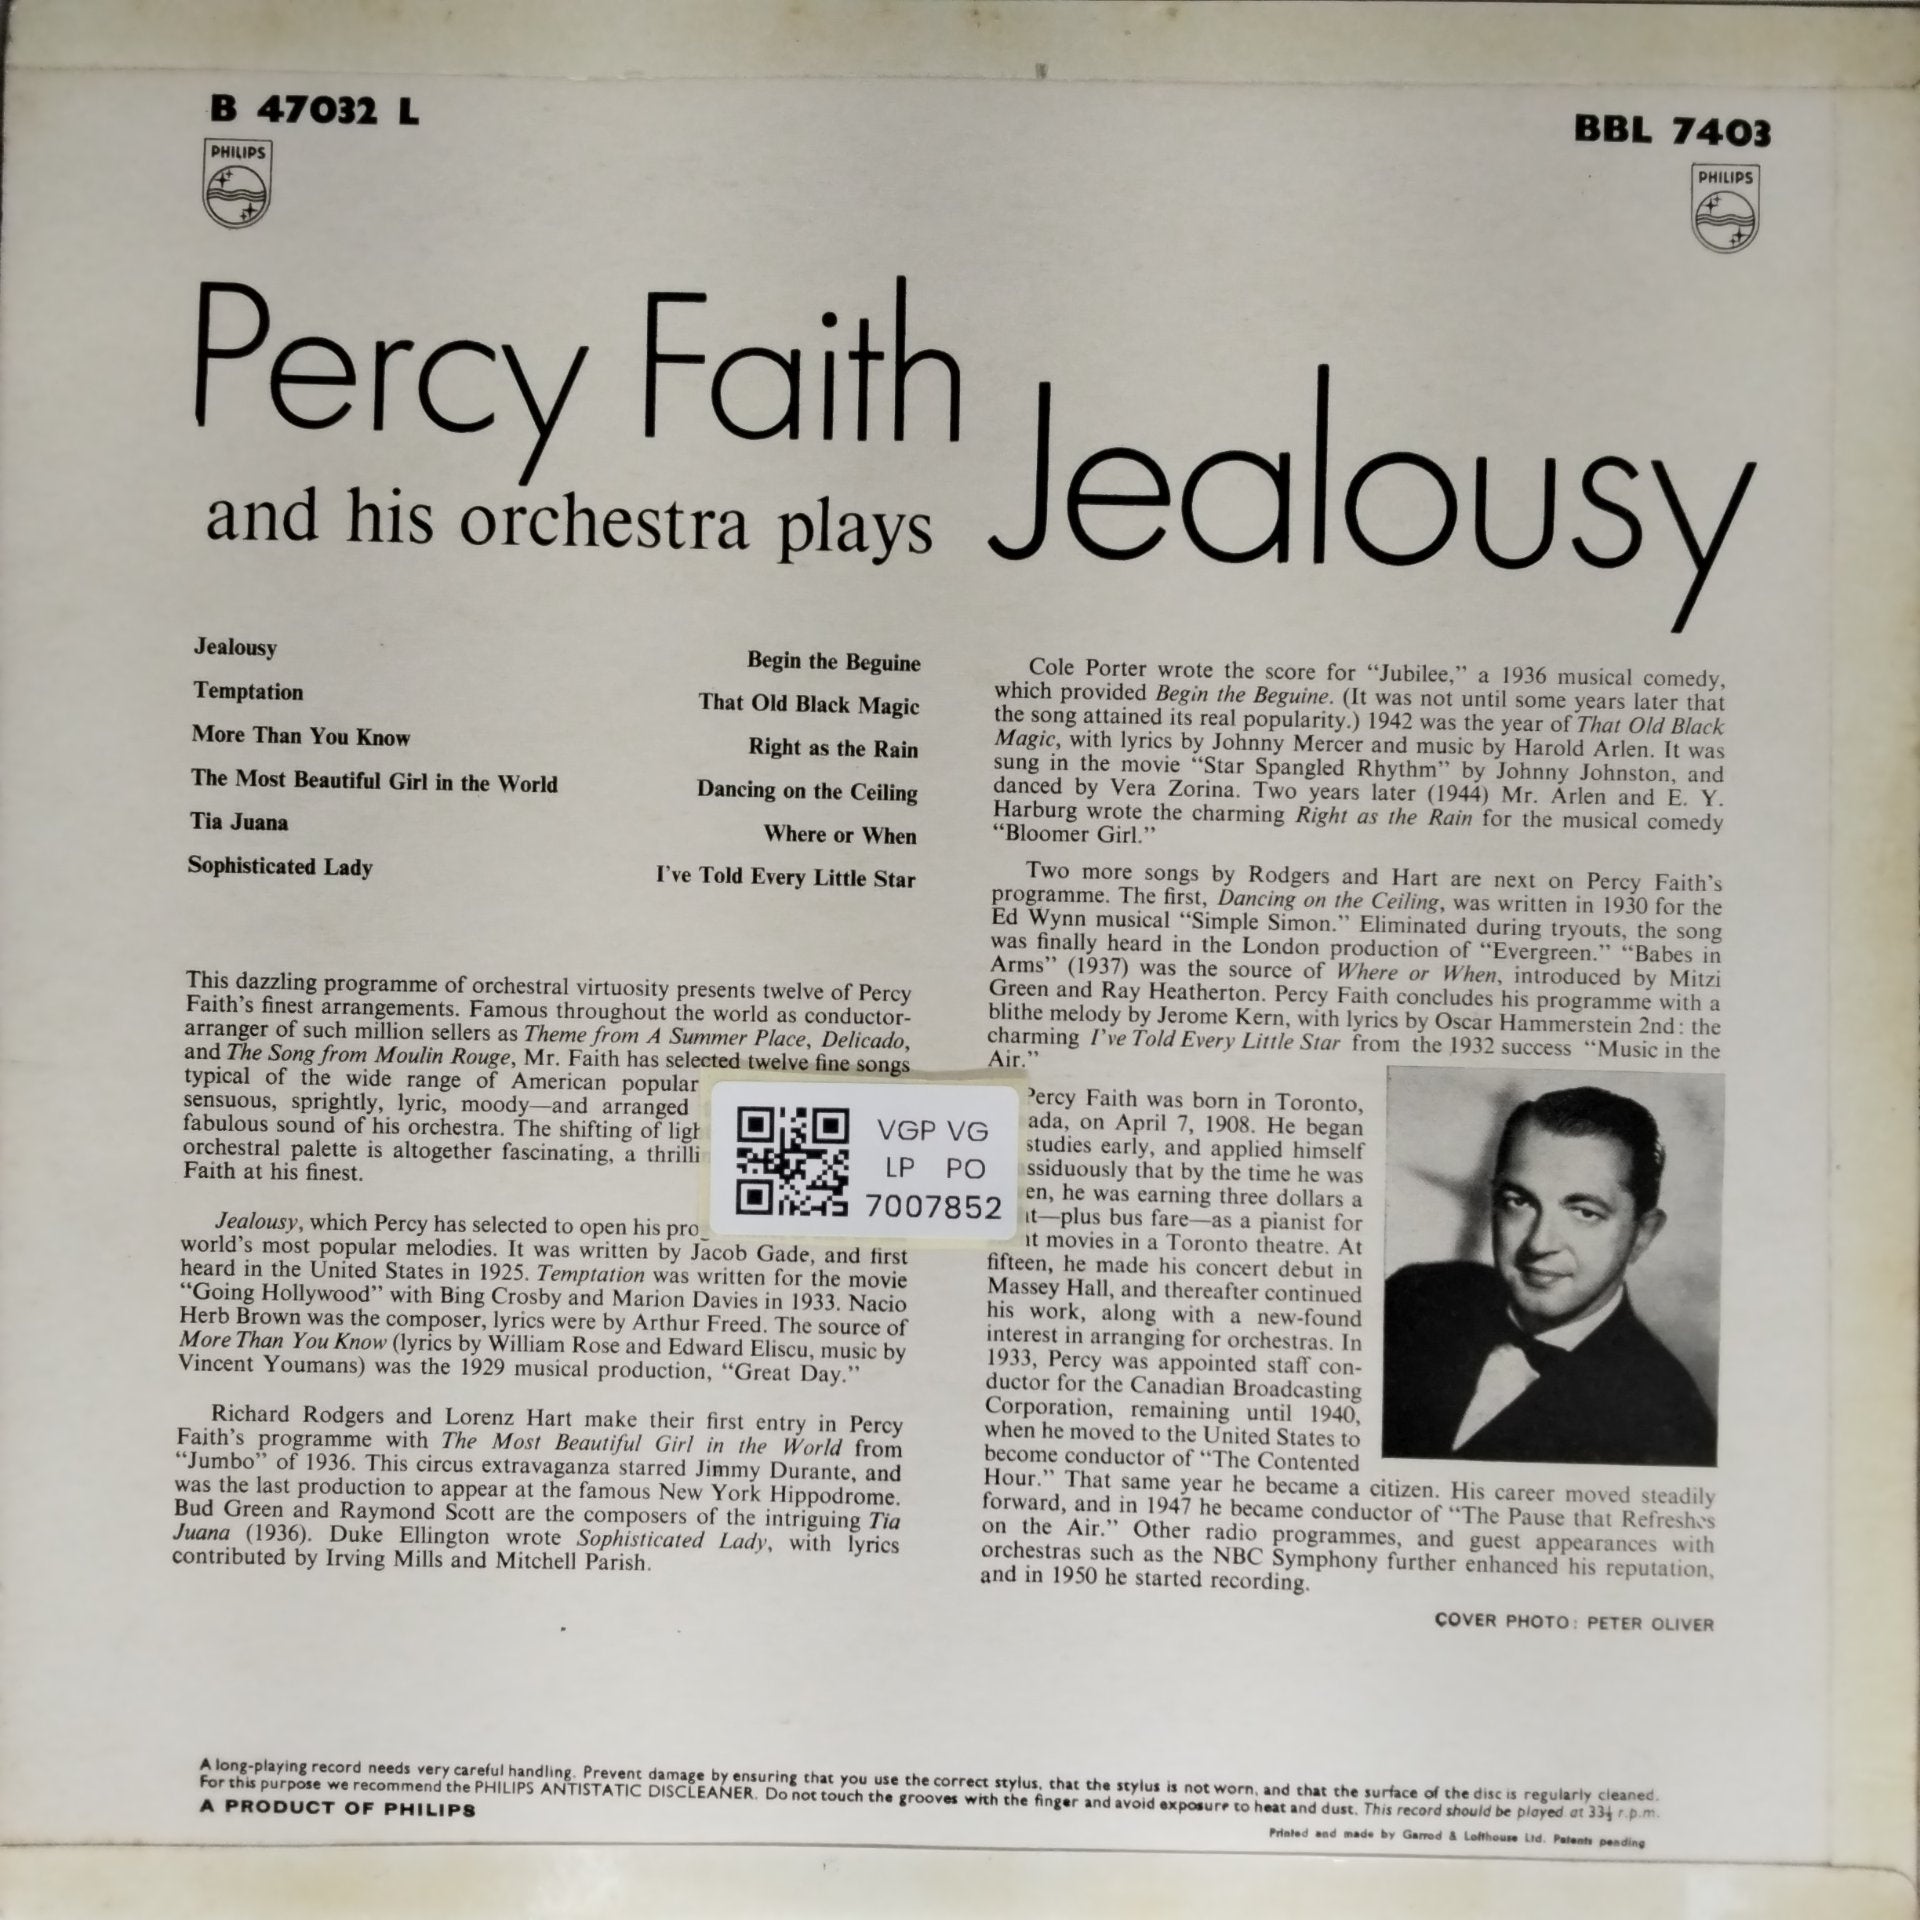 B 47032 L
PHILIPS
BBL 7403
PHILIPS
Percy Faith
and his orchestra plays
Jealousy
Jealousy
Temptation
More Than You Know
The Most Beautiful Girl in the World
Tia Juana
Sophisticated Lady
Begin the Beguine
That Old Black Magic
Right as the Rain
Dancing on the Ceiling
Where or When
I've Told Every Little Star
This dazzling programme of orchestral virtuosity presents twelve of Percy
Faith's finest arrangements. Famous throughout the world as conductor-
arranger of such million sellers as Theme from A Summer Place, Delicado,
and The Song from Moulin Rouge, Mr. Faith has selected twelve fine songs
typical of the wide range of American popular
sensuous, sprightly, lyric, moody—and arranged
fabulous sound of his orchestra. The shifting of
orchestral palette is altogether fascinating, a
Faith at his finest.
Jealousy, which Percy has selected to open his
world's most popular melodies. It was written by Jacob Gade, and first
heard in the United States in 1925. Temptation was written for the movie
“Going Hollywood” with Bing Crosby and Marion Davies in 1933. Nacio
Herb Brown was the composer, lyrics were by Arthur Freed. The source of
More Than You Know (lyrics by William Rose and Edward Eliscu, music by
Vincent Youmans) was the 1929 musical production, “Great Day.”
Richard Rodgers and Lorenz Hart make their first entry in Percy
Faith's programme with The Most Beautiful Girl in the World from
“Jumbo” of 1936. This circus extravaganza starred Jimmy Durante, and
was the last production to appear at the famous New York Hippodrome.
Bud Green and Raymond Scott are the composers of the intriguing Tia
Juana (1936). Duke Ellington wrote Sophisticated Lady, with lyrics
contributed by Irving Mills and Mitchell Parish.
Cole Porter wrote the score for “Jubilee,” a 1936 musical comedy,
which provided Begin the Beguine. (It was not until some years later that
the song attained its real popularity.) 1942 was the year of That Old Black
Magic, with lyrics by Johnny Mercer and music by Harold Arlen. It was
sung in the movie “Star Spangled Rhythm” by Johnny Johnston, and
danced by Vera Zorina. Two years later (1944) Mr. Arlen and E. Y.
Harburg wrote the charming Right as the Rain for the musical comedy
“Bloomer Girl.”
Two more songs by Rodgers and Hart are next on Percy Faith's
programme. The first, Dancing on the Ceiling, was written in 1930 for the
Ed Wynn musical “Simple Simon.” Eliminated during tryouts, the song
was finally heard in the London production of “Evergreen.” “Babes in
Arms” (1937) was the source of Where or When, introduced by Mitzi
Green and Ray Heatherton. Percy Faith concludes his programme with a
blithe melody by Jerome Kern, with lyrics by Oscar Hammerstein 2nd: the
charming I've Told Every Little Star from the 1932 success “Music in the
Air.”
Percy Faith was born in Toronto,
on April 7, 1908. He began
studies early, and applied himself
that by the time he was
he was earning three dollars a
—plus bus fare—as a pianist for
movies in a Toronto theatre. At
fifteen, he made his concert debut in
Massey Hall, and thereafter continued
his work, along with a new-found
interest in arranging for orchestras. In
1933, Percy was appointed staff con-
ductor for the Canadian Broadcasting
Corporation, remaining until 1940,
when he moved to the United States to
become conductor of “The Contented
Hour.” That same year he became a citizen. His career moved steadily
forward, and in 1947 he became conductor of “The Pause that Refreshes
on the Air.” Other radio programmes, and guest appearances with
orchestras such as the NBC Symphony further enhanced his reputation,
and in 1950 he started recording.
COVER PHOTO: PETER OLIVER
VGP VG
LP PO
7007852
A long-playing record needs very careful handling. Prevent damage by ensuring that you use the correct stylus, that the stylus is not worn, and that the surface of the disc is regularly cleaned.
For this purpose we recommend the PHILIPS ANTISTATIC DISCLEANER. Do not touch the grooves with the finger and avoid exposure to heat and dust. This record should be played at 33⅓ r.p.m.
A PRODUCT OF PHILIPS
Printed and made by Garrod & Lofthouse Ltd. Patents pending